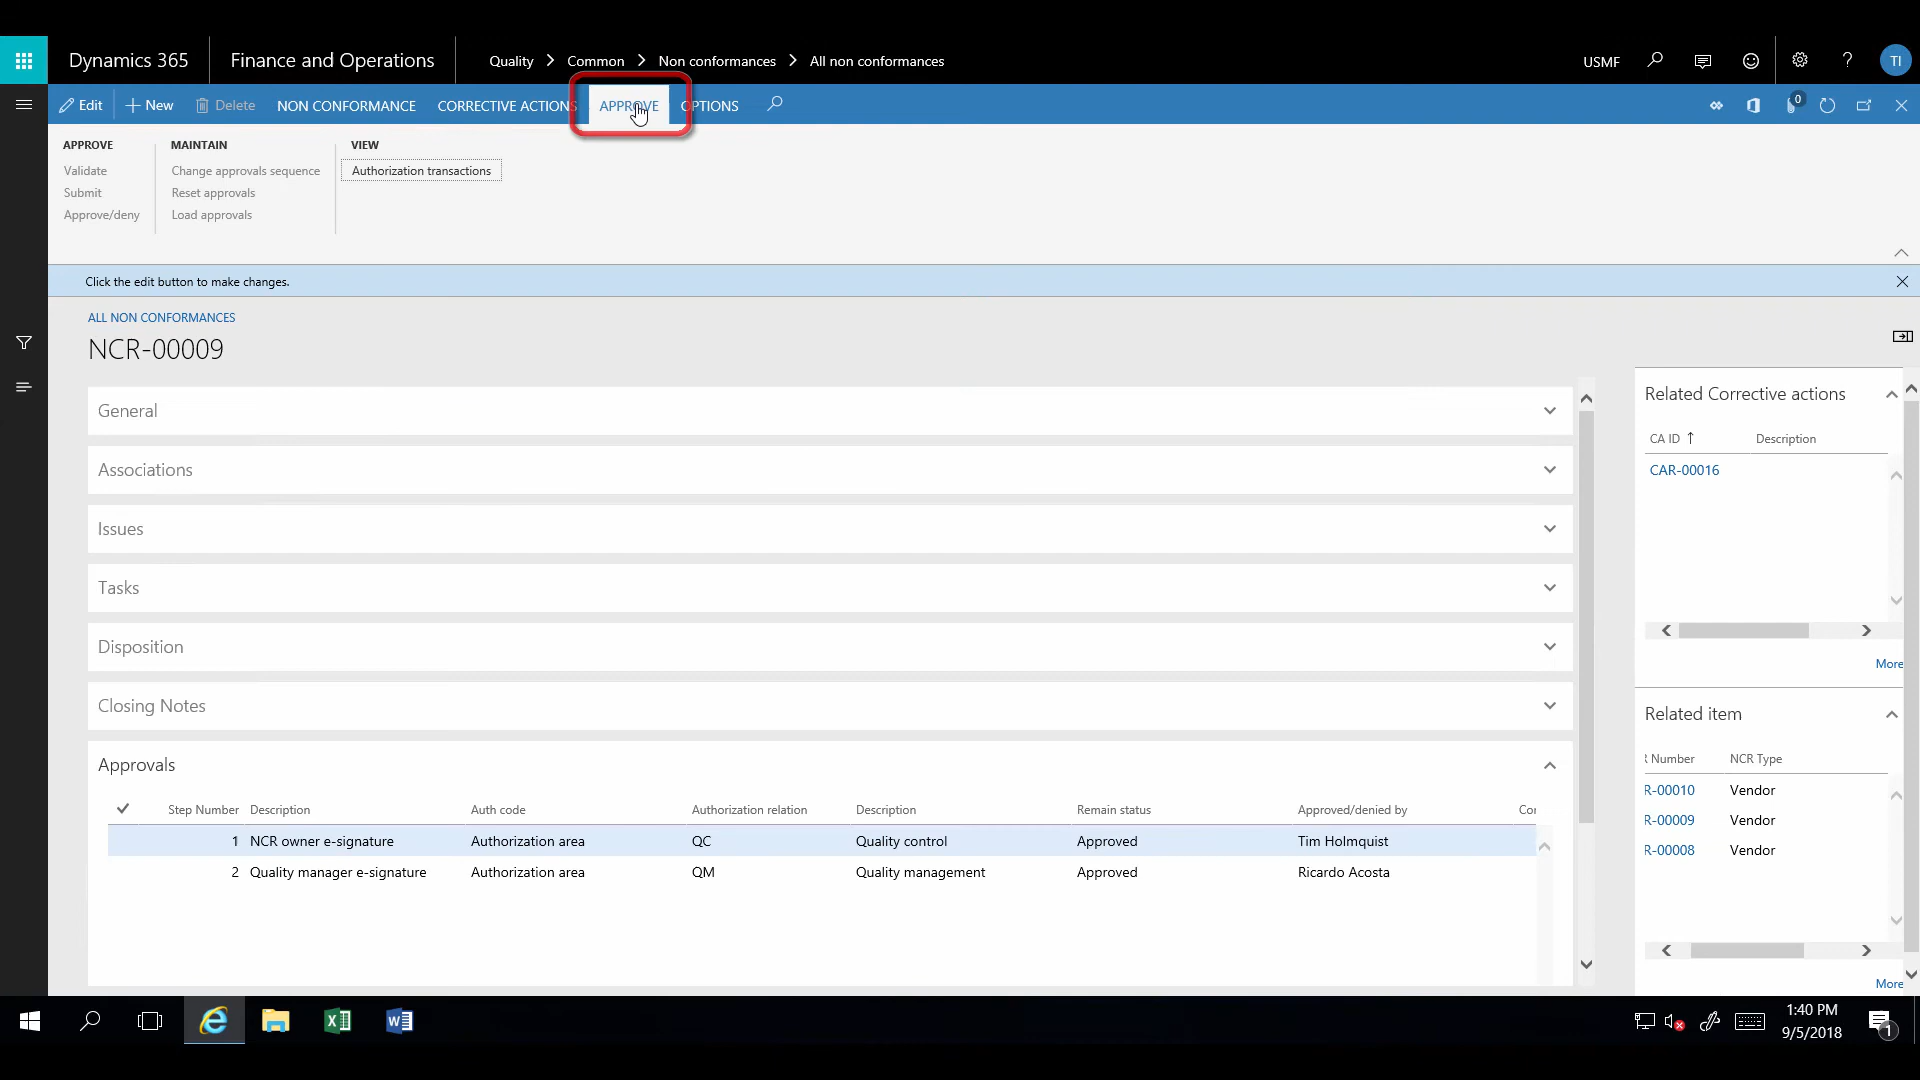 Dynamics 365 Finance and Operations Quality Common Non conformances All non conformances USMF ? TI
Edit New Delete NON CONFORMANCE CORRECTIVE ACTIONS APPROVE OPTIONS 0
APPROVE MAINTAIN VIEW
Validate Change approvals sequence Authorization transactions
Submit Reset approvals
Approve/deny Load approvals
Click the edit button to make changes.
ALL NON CONFORMANCES
NCR-00009
General
Associations
Issues
Tasks
Disposition
Closing Notes
Approvals
Step Number Description Auth code Authorization relation Description Remain status Approved/denied by Cor
1 NCR owner e-signature Authorization area QC Quality control Approved Tim Holmquist
2 Quality manager e-signature Authorization area QM Quality management Approved Ricardo Acosta
Related Corrective actions
CA ID Description
CAR-00016
More
Related item
Number NCR Type
R-00010 Vendor
R-00009 Vendor
R-00008 Vendor
More
1:40 PM
9/5/2018
1